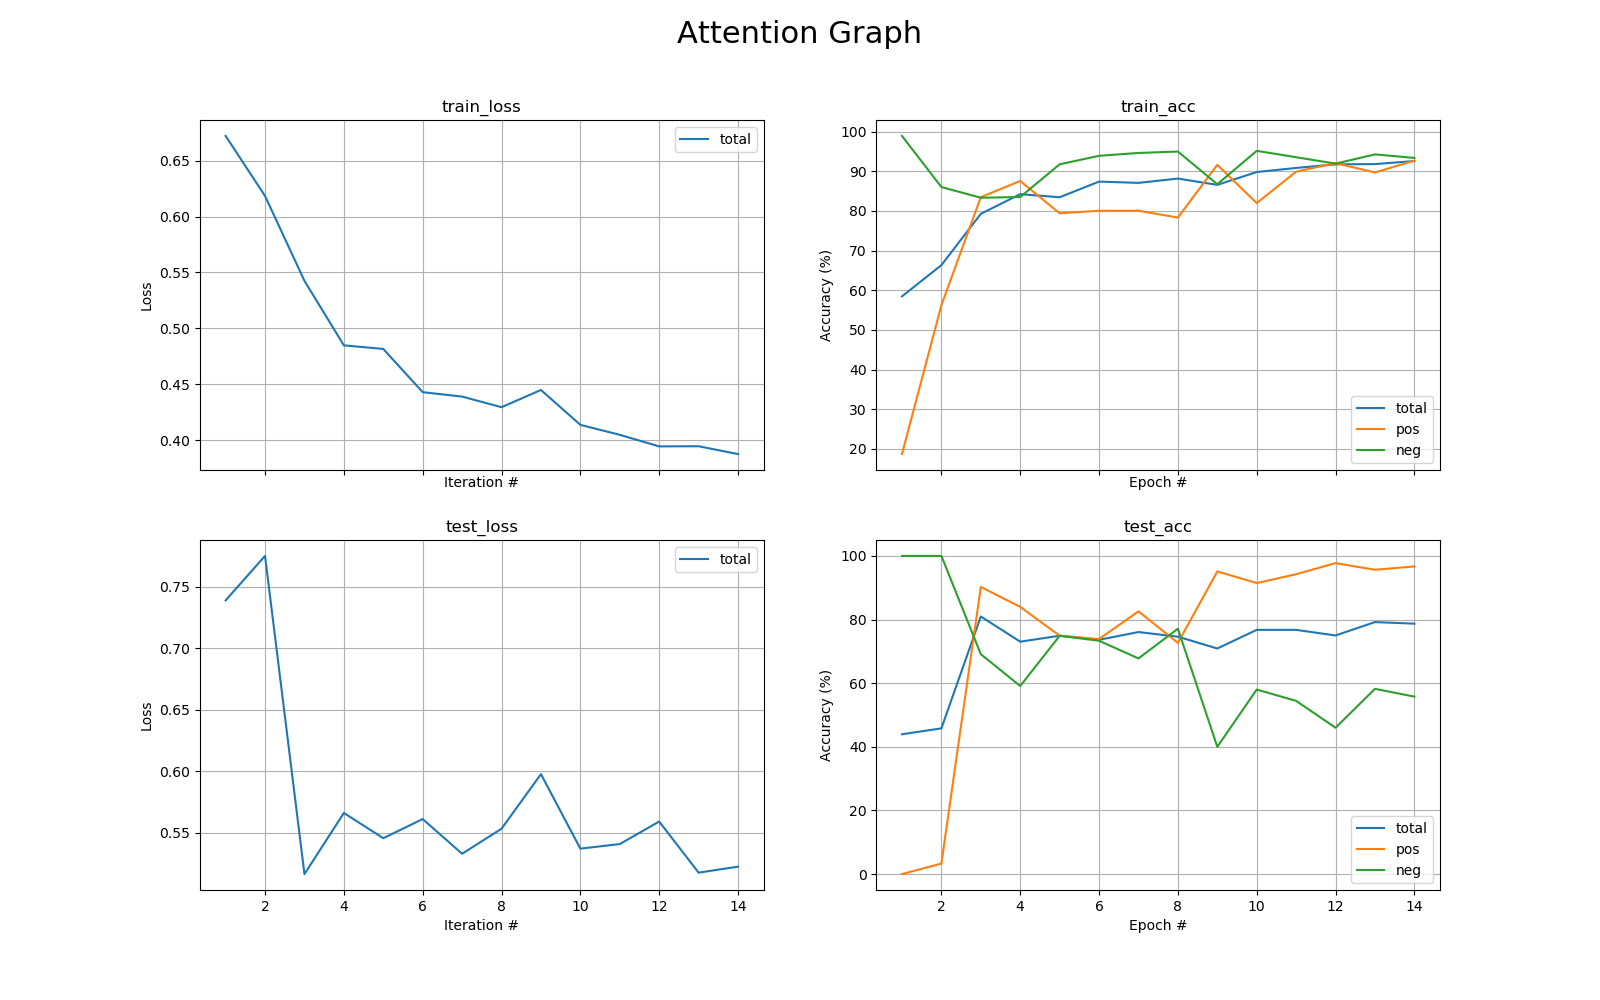 Attention Graph
train_loss
0.65
0.60
0.55
0.50
0.45
0.40
Loss
total
Iteration #
train_acc
100
90
80
70
60
50
40
30
20
Accuracy (%)
total
pos
neg
Epoch #
test_loss
0.75
0.70
0.65
0.60
0.55
Loss
total
2 4 6 8 10 12 14
Iteration #
test_acc
100
80
60
40
20
0
Accuracy (%)
total
pos
neg
2 4 6 8 10 12 14
Epoch #